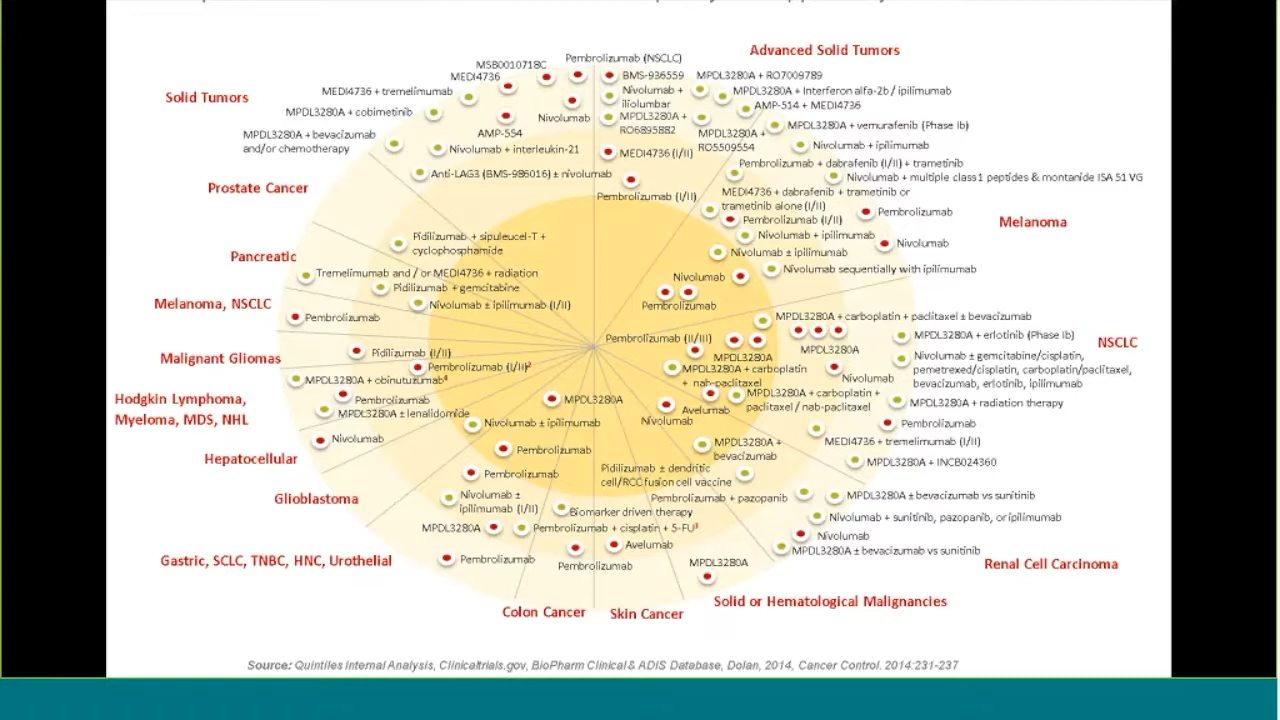 Advanced Solid Tumors
Pembrolizumab (NSCLC)
MSB0010718C
MEDI4736
BMS-936559
MPDL3280A + RO7009789
Solid Tumors
MEDI4736 + tremelimumab
Nivolumab +
iliolumbar
MPDL3280A + Interferon alfa-2b / ipilimumab
AMP-514 + MEDI4736
MPDL3280A + cobimetinib
Nivolumab
MPDL3280A +
RO6895882
MPDL3280A + vemurafenib (Phase Ib)
MPDL3280A + bevacizumab
and/or chemotherapy
AMP-554
MPDL3280A +
RO5509554
Nivolumab + interleukin-21
MEDI4736 (I/II)
Nivolumab + ipilimumab
Pembrolizumab + dabrafenib (I/II) + trametinib
Anti-LAG3 (BMS-986016) ± nivolumab
Nivolumab + multiple class1 peptides & montanide ISA 51 VG
Prostate Cancer
Pembrolizumab (I/II)
MEDI4736 + dabrafenib + trametinib or
trametinib alone (I/II)
Pembrolizumab
Pembrolizumab (I/II)
Melanoma
Pidilizumab + sipuleucel-T +
cyclophosphamide
Nivolumab + ipilimumab
Nivolumab
Pancreatic
Nivolumab ± ipilimumab
Tremelimumab and / or MEDI4736 + radiation
Nivolumab
Nivolumab sequentially with ipilimumab
Pidilizumab + gemcitabine
Melanoma, NSCLC
Nivolumab ± ipilimumab (I/II)
Pembrolizumab
Pembrolizumab
MPDL3280A + carboplatin + paclitaxel ± bevacizumab
Pembrolizumab (II/III)
MPDL3280A + erlotinib (Phase Ib)
NSCLC
Malignant Gliomas
Pidilizumab (I/II)
MPDL3280A
MPDL3280A
Nivolumab ± gemcitabine/cisplatin,
pemetrexed/cisplatin, carboplatin/paclitaxel,
bevacizumab, erlotinib, ipilimumab
Pembrolizumab (I/II)²
MPDL3280A + carboplatin
+ nab-paclitaxel
Nivolumab
MPDL3280A + obinutuzumab⁴
Hodgkin Lymphoma,
Myeloma, MDS, NHL
Pembrolizumab
MPDL3280A
MPDL3280A + carboplatin +
paclitaxel / nab-paclitaxel
MPDL3280A + radiation therapy
MPDL3280A ± lenalidomide
Avelumab
Nivolumab
Nivolumab ± ipilimumab
Pembrolizumab
Nivolumab
MEDI4736 + tremelimumab (I/II)
Hepatocellular
Pembrolizumab
MPDL3280A +
bevacizumab
MPDL3280A + INCB024360
Pembrolizumab
Pidilizumab ± dendritic
cell/RCC fusion cell vaccine
Glioblastoma
Nivolumab ±
ipilimumab (I/II)
Pembrolizumab + pazopanib
MPDL3280A ± bevacizumab vs sunitinib
Biomarker driven therapy
Nivolumab + sunitinib, pazopanib, or ipilimumab
MPDL3280A
Pembrolizumab + cisplatin + 5-FU³
Nivolumab
Avelumab
MPDL3280A ± bevacizumab vs sunitinib
Gastric, SCLC, TNBC, HNC, Urothelial
Pembrolizumab
Pembrolizumab
MPDL3280A
Renal Cell Carcinoma
Colon Cancer
Skin Cancer
Solid or Hematological Malignancies
Source: Quintiles Internal Analysis, Clinicaltrials.gov, BioPharm Clinical & ADIS Database, Dolan, 2014, Cancer Control. 2014:231-237